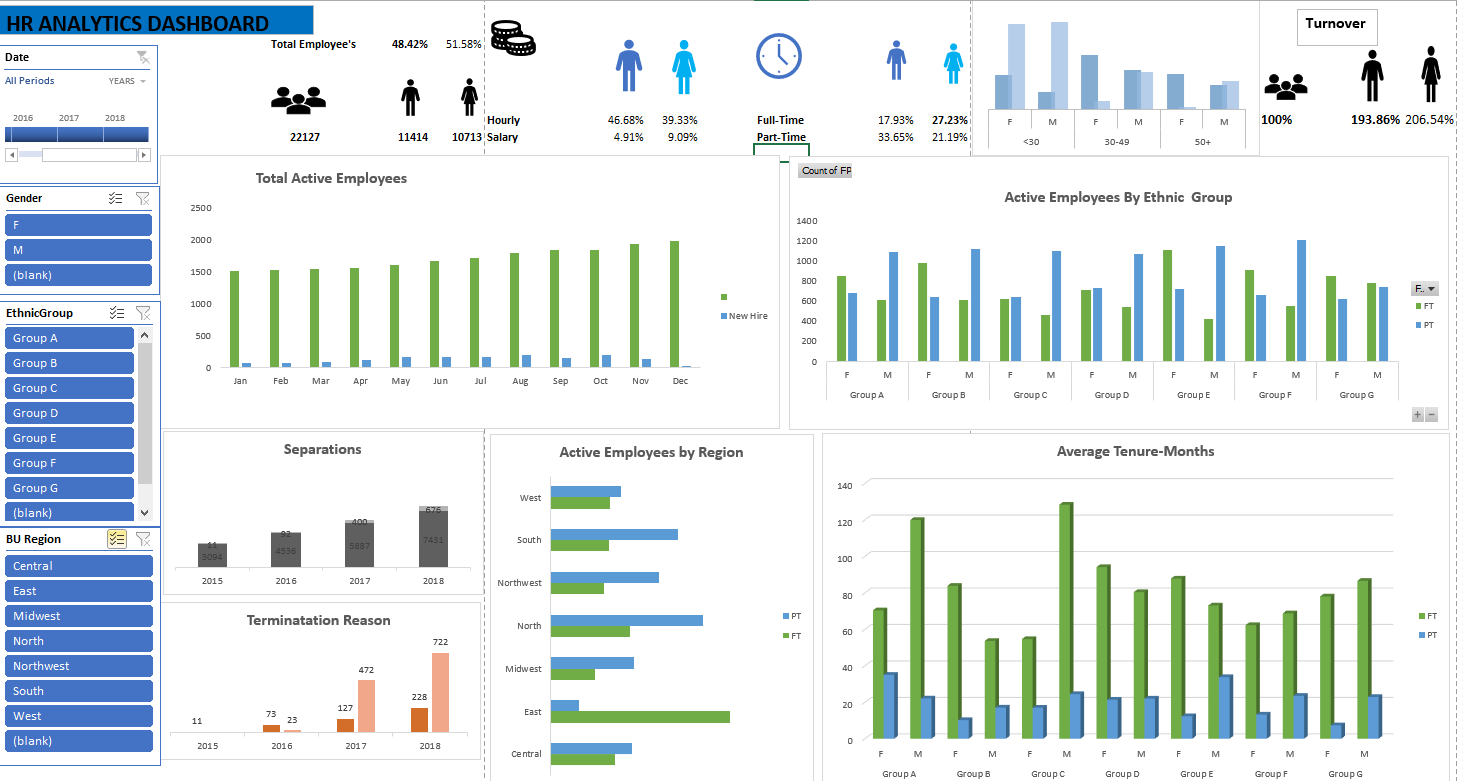 HR ANALYTICS DASHBOARD
Date
All Periods YEARS
2016 2017 2018
Gender
F
M
(blank)
EthnicGroup
Group A
Group B
Group C
Group D
Group E
Group F
Group G
(blank)
BU Region
Central
East
Midwest
North
Northwest
South
West
(blank)
Total Employee's 48.42% 51.58%
22127 11414 10713
Hourly 46.68% 39.33%
Salary 4.91% 9.09%
Full-Time 17.93% 27.23%
Part-Time 33.65% 21.19%
F M F M F M
<30 30-49 50+
Turnover
100% 193.86% 206.54%
Total Active Employees
2500
2000
1500
1000
500
0
Jan Feb Mar Apr May Jun Jul Aug Sep Oct Nov Dec
New Hire
Count of FP
Active Employees By Ethnic Group
1400
1200
1000
800
600
400
200
0
F M F M F M F M F M F M F M
Group A Group B Group C Group D Group E Group F Group G
F..
FT
PT
Separations
11 92 400 676
3094 4536 5887 7431
2015 2016 2017 2018
Terminatation Reason
11 73 23 127 472 228 722
2015 2016 2017 2018
Active Employees by Region
West
South
Northwest
North
Midwest
East
Central
PT
FT
Average Tenure-Months
140
120
100
80
60
40
20
0
F M F M F M F M F M F M F M
Group A Group B Group C Group D Group E Group F Group G
FT
PT